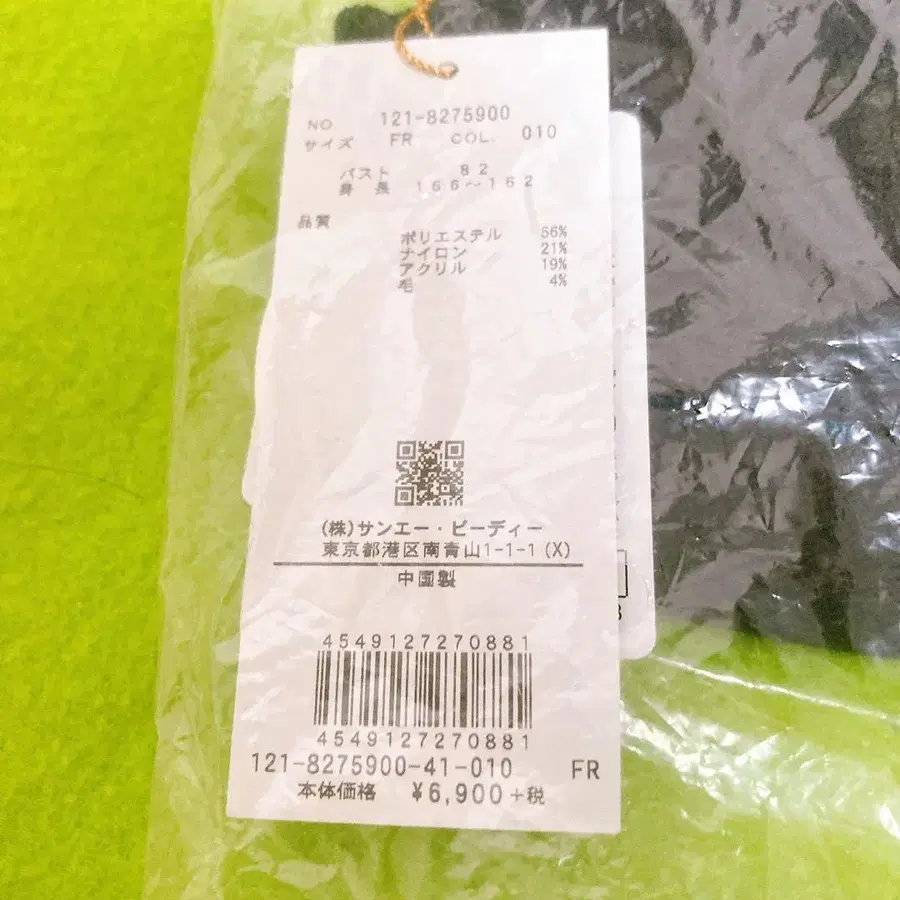 NO. 121-8275900
サイズ FR COL. 010
バスト 82
身長 166~162
品質
ポリエステル 56%
ナイロン 21%
アクリル 19%
毛 4%
(株)サンエー・ビーディー
東京都港区南青山1-1-1 (X)
中国製
4549127270881
4549127270881
121-8275900-41-010 FR
本体価格 ¥6,900+税